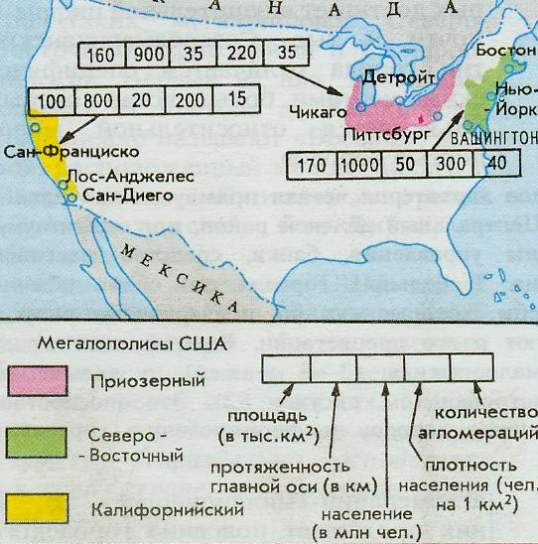 К А Н А Д А
160 900 35 220 35
Бостон
Детройт
100 800 20 200 15
Чикаго
Нью-
-Йорк
Питтсбург
ВАШИНГТОН
Сан-Франциско
170 1000 50 300 40
Лос-Анджелес
Сан-Диего
МЕКСИКА
Мегалополисы США
Приозерный
Северо-
-Восточный
Калифорнийский
площадь
(в тыс.км²)
количество
агломераций
протяженность
главной оси (в км)
плотность
населения (чел.
на 1 км²)
население
(в млн чел.)